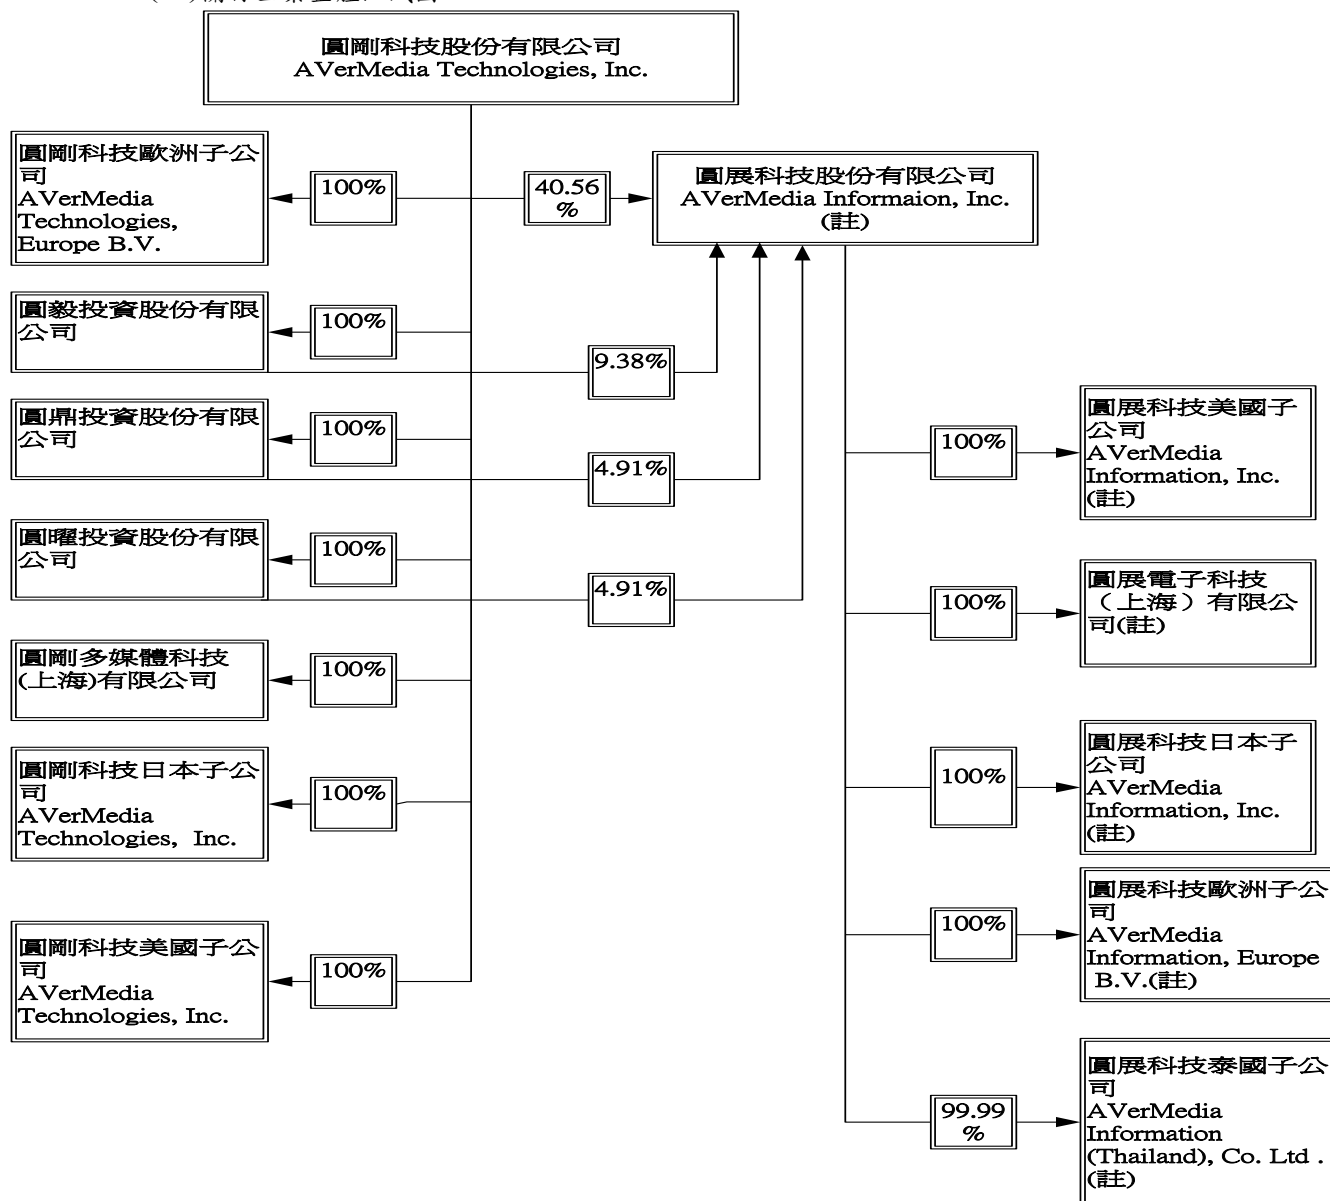 圓剛科技股份有限公司
AVerMedia Technologies, Inc.
圓剛科技歐洲子公
司
AVerMedia
Technologies,
Europe B.V.
100%
40.56
%
圓展科技股份有限公司
AVerMedia Informaion, Inc.
(註)
圓毅投資股份有限
公司
100%
9.38%
圓鼎投資股份有限
公司
100%
4.91%
圓曜投資股份有限
公司
100%
4.91%
圓剛多媒體科技
(上海)有限公司
100%
圓剛科技日本子公
司
AVerMedia
Technologies, Inc.
100%
圓剛科技美國子公
司
AVerMedia
Technologies, Inc.
100%
100%
圓展科技美國子
公司
AVerMedia
Information, Inc.
(註)
100%
圓展電子科技
（上海）有限公
司(註)
100%
圓展科技日本子
公司
AVerMedia
Information, Inc.
(註)
100%
圓展科技歐洲子公
司
AVerMedia
Information, Europe
B.V.(註)
99.99
%
圓展科技泰國子公
司
AVerMedia
Information
(Thailand), Co. Ltd .
(註)